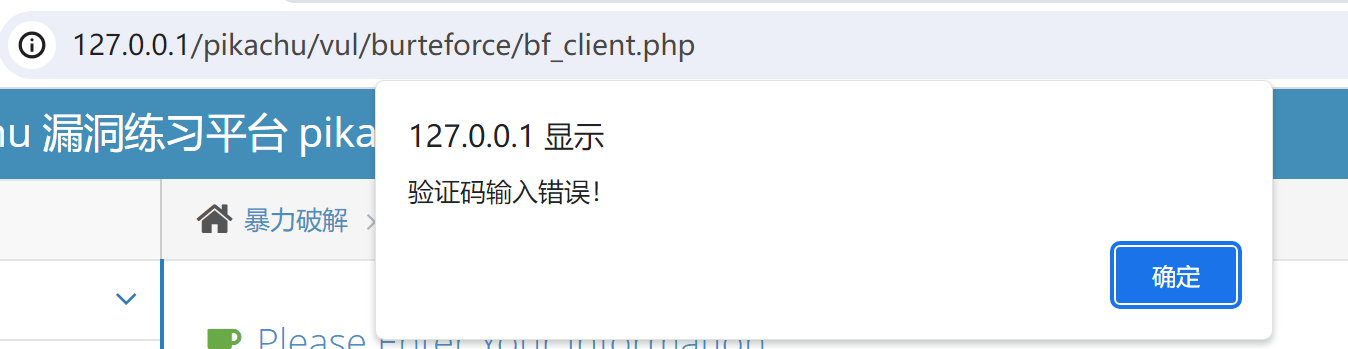 127.0.0.1/pikachu/vul/burteforce/bf_client.php
漏洞练习平台 pika
127.0.0.1 显示
验证码输入错误!
暴力破解
确定
Please Enter Your Information